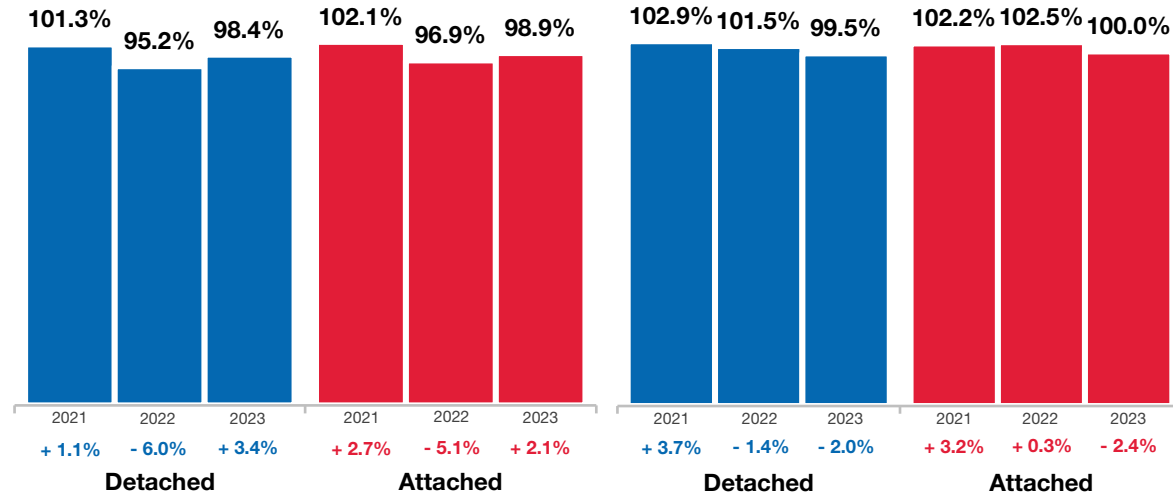 101.3% 95.2% 98.4% 102.1% 96.9% 98.9% 102.9% 101.5% 99.5% 102.2% 102.5% 100.0%
2021 2022 2023 2021 2022 2023 2021 2022 2023 2021 2022 2023
+ 1.1% - 6.0% + 3.4% + 2.7% - 5.1% + 2.1% + 3.7% - 1.4% - 2.0% + 3.2% + 0.3% - 2.4%
Detached Attached Detached Attached